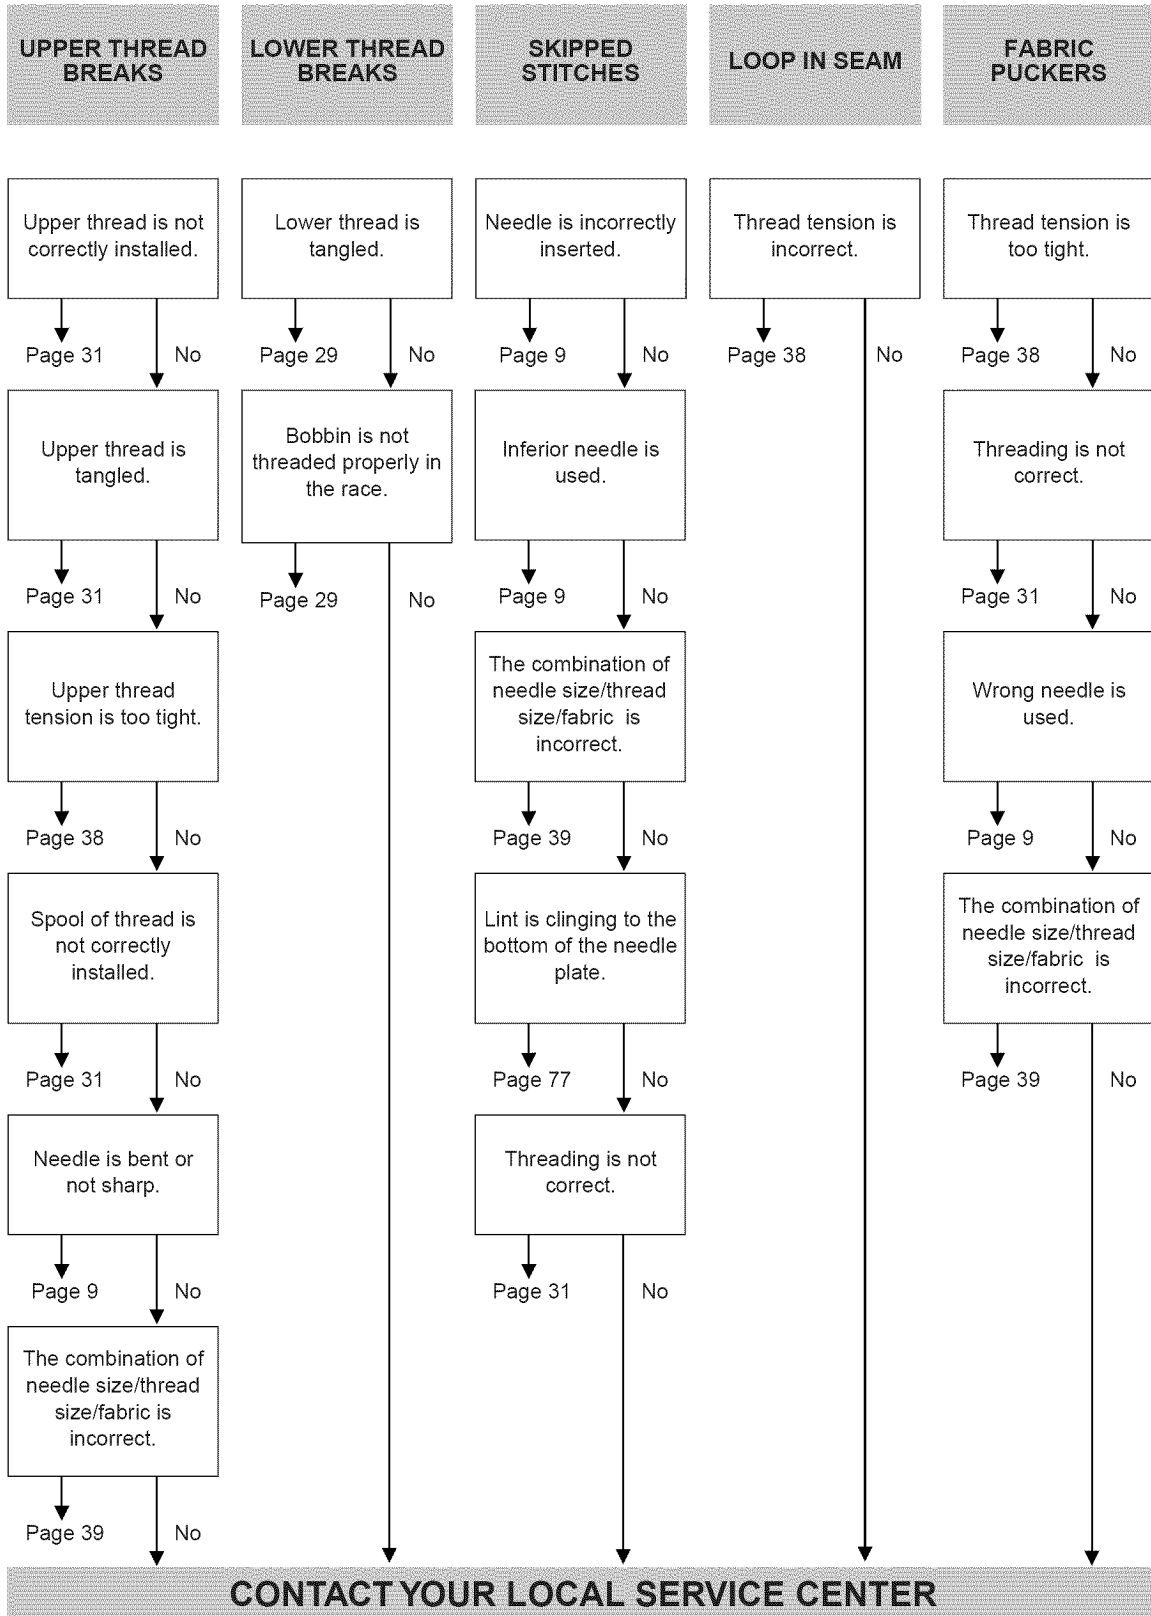 UPPER THREAD
BREAKS
LOWER THREAD
BREAKS
SKIPPED
STITCHES
LOOP IN SEAM
FABRIC
PUCKERS
Upper thread is not
correctly installed.
Page 31
No
Upper thread is
tangled.
Page 31
No
Upper thread
tension is too tight.
Page 38
No
Spool of thread is
not correctly
installed.
Page 31
No
Needle is bent or
not sharp.
Page 9
No
The combination of
needle size/thread
size/fabric is
incorrect.
Page 39
No
Lower thread is
tangled.
Page 29
No
Bobbin is not
threaded properly in
the race.
Page 29
No
Needle is incorrectly
inserted.
Page 9
No
Inferior needle is
used.
Page 9
No
The combination of
needle size/thread
size/fabric is
incorrect.
Page 39
No
Lint is clinging to the
bottom of the needle
plate.
Page 77
No
Threading is not
correct.
Page 31
No
Thread tension is
incorrect.
Page 38
No
Thread tension is
too tight.
Page 38
No
Threading is not
correct.
Page 31
No
Wrong needle is
used.
Page 9
No
The combination of
needle size/thread
size/fabric is
incorrect.
Page 39
No
CONTACT YOUR LOCAL SERVICE CENTER